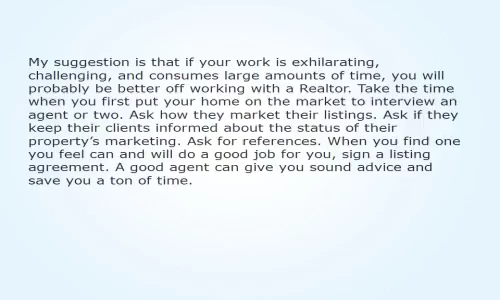 My suggestion is that if your work is exhilarating,
challenging, and consumes large amounts of time, you will
probably be better off working with a Realtor. Take the time
when you first put your home on the market to interview an
agent or two. Ask how they market their listings. Ask if they
keep their clients informed about the status of their
property’s marketing. Ask for references. When you find one
you feel can and will do a good job for you, sign a listing
agreement. A good agent can give you sound advice and
save you a ton of time.